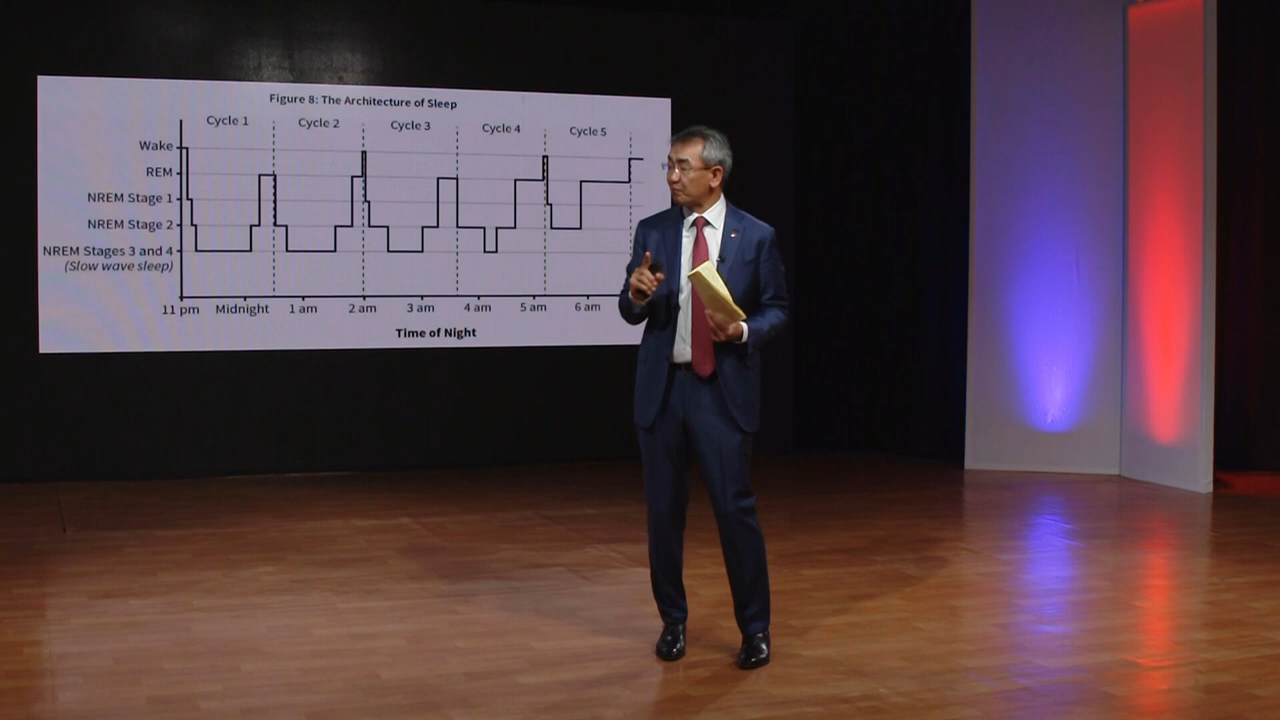 Figure 8: The Architecture of Sleep
Cycle 1 Cycle 2 Cycle 3 Cycle 4 Cycle 5
Wake
REM
NREM Stage 1
NREM Stage 2
NREM Stages 3 and 4
(Slow wave sleep)
11 pm Midnight 1 am 2 am 3 am 4 am 5 am 6 am
Time of Night